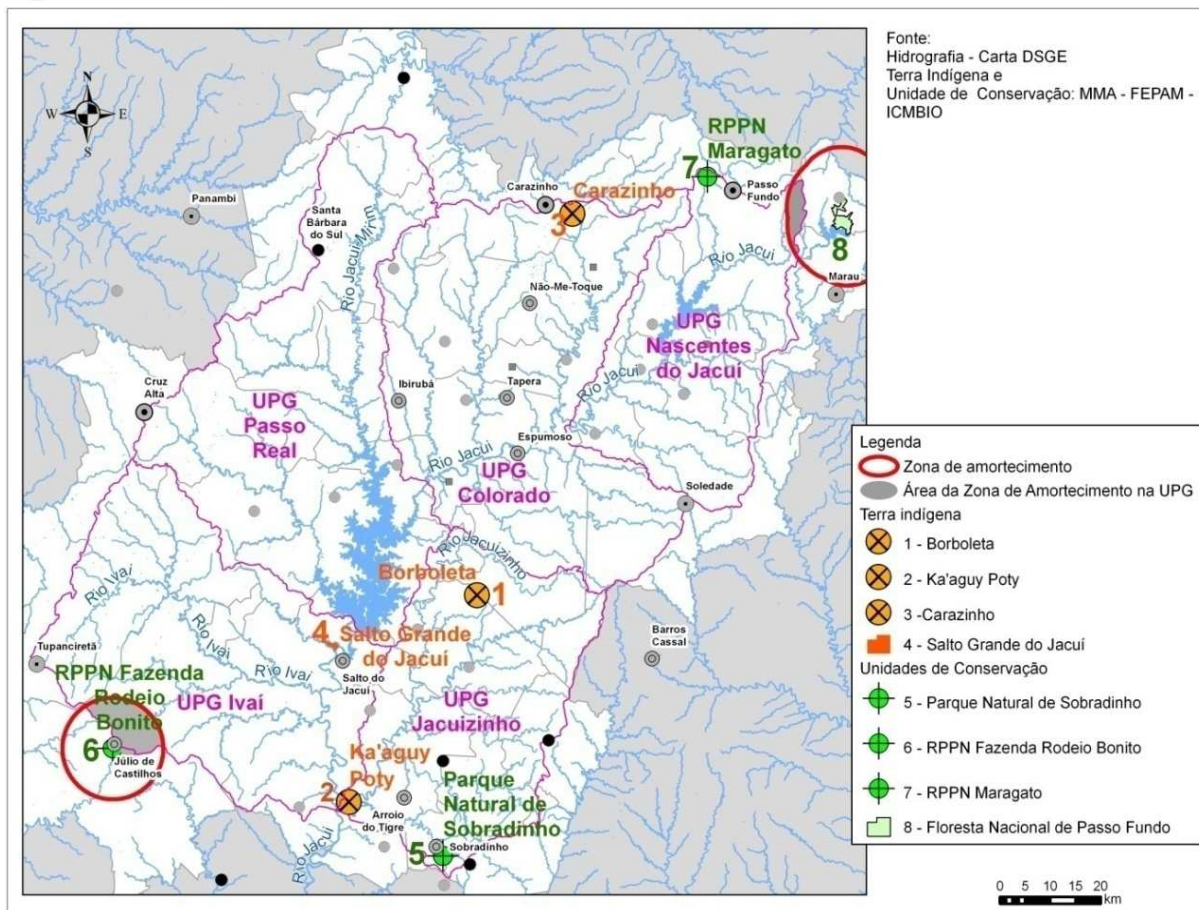 Fonte:
Hidrografia - Carta DSGE
Terra Indígena e
Unidade de Conservação: MMA - FEPAM -
ICMBIO
N
W
E
S
RPPN
Maragato
7
Passo
Fundo
Carazinho
Carazinho
3
Panambi
Santa
Bárbara
do Sul
Rio Jacuí-Mirim
Rio Jacuí
8
Marau
Não-Me-Toque
UPG
Nascentes
do Jacuí
Rio Jacuí
Cruz
Alta
Ibirubá
Tapera
UPG
Passo
Real
Rio Jacuí
Espumoso
UPG
Colorado
Soledade
Rio Jacuizinho
Borboleta
1
Rio Ivaí
4
Salto Grande
do Jacuí
Rio Ivaí
Rio Ivaí
Salto do
Jacuí
Barros
Cassal
Tupanciretã
RPPN Fazenda
Rodeio
Bonito
UPG Ivaí
UPG
Jacuizinho
6
Júlio de
Castilhos
Ka'aguy
Poty
2
Arroio
do Tigre
Parque
Natural de
Sobradinho
Rio Jacuí
5
Sobradinho
Legenda
Zona de amortecimento
Área da Zona de Amortecimento na UPG
Terra indígena
1 - Borboleta
2 - Ka'aguy Poty
3 -Carazinho
4 - Salto Grande do Jacuí
Unidades de Conservação
5 - Parque Natural de Sobradinho
6 - RPPN Fazenda Rodeio Bonito
7 - RPPN Maragato
8 - Floresta Nacional de Passo Fundo
0 5 10 15 20
km